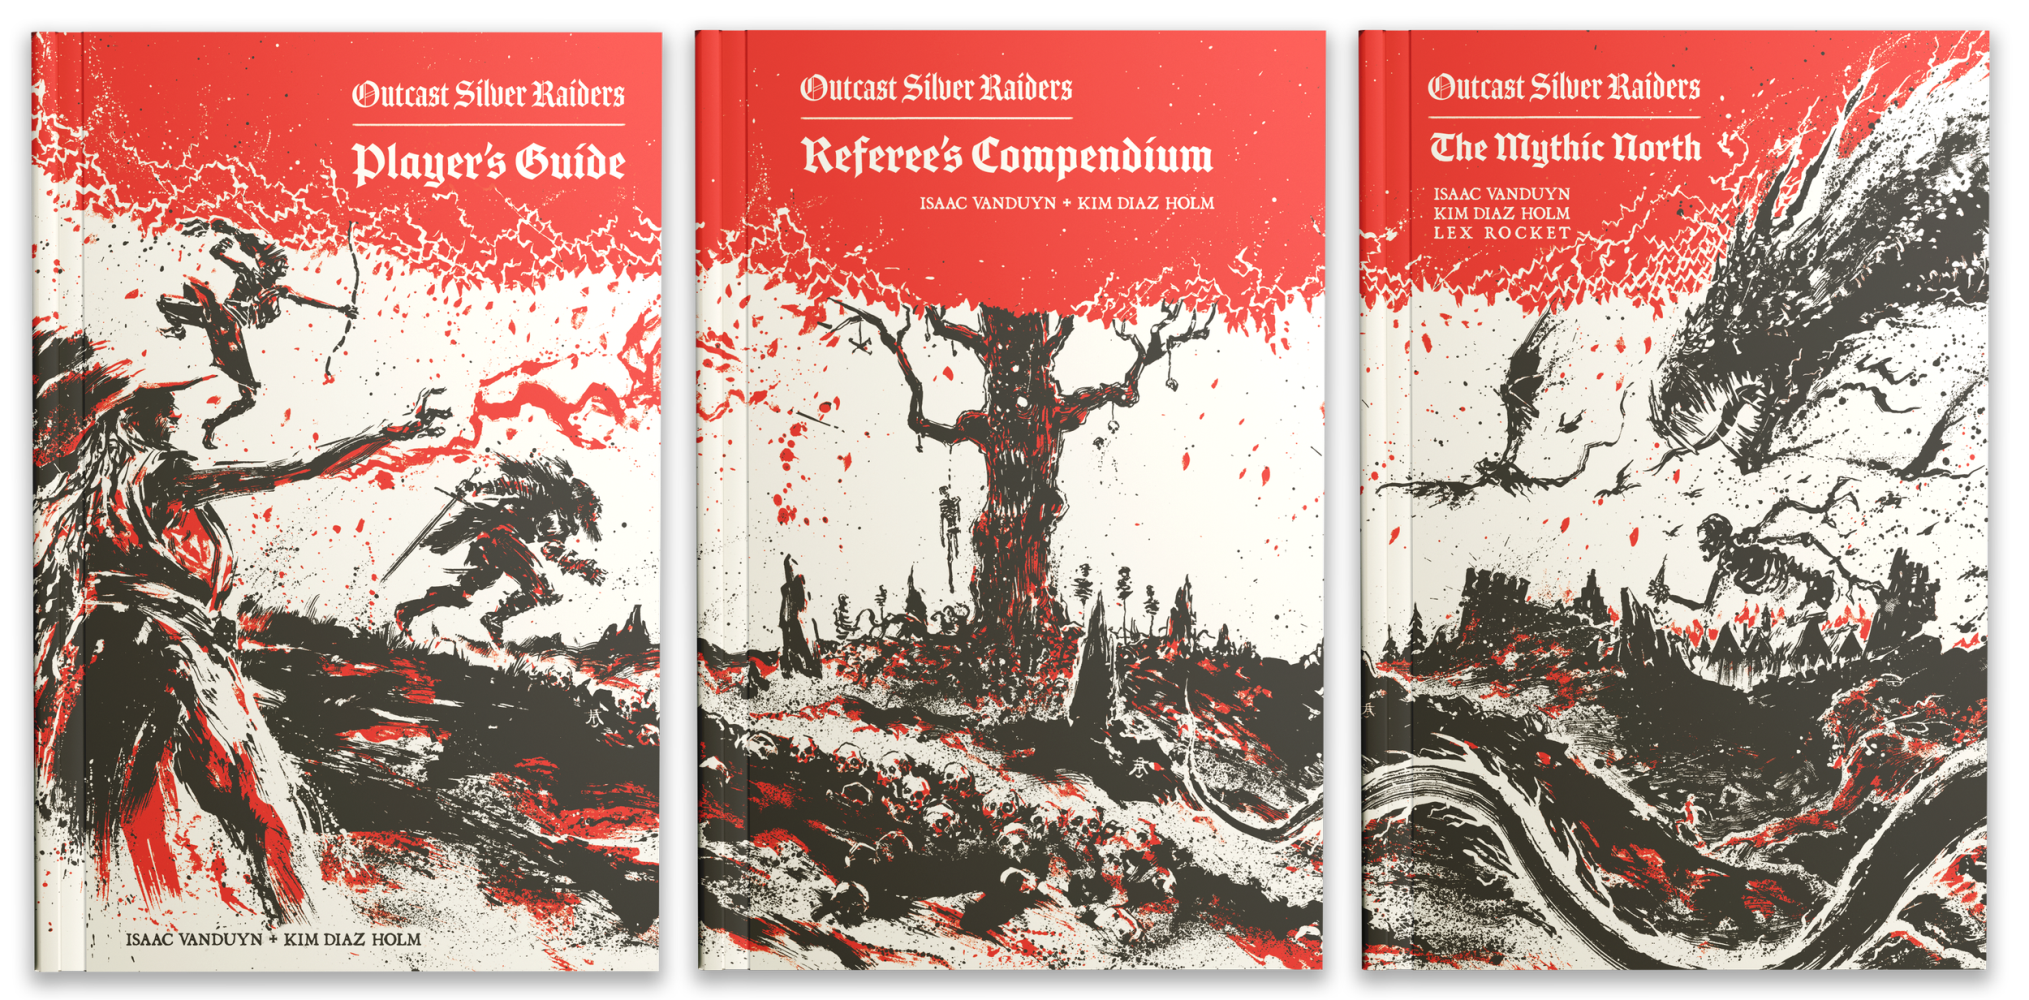 Outcast Silver Raiders
Player's Guide
ISAAC VANDUYN + KIM DIAZ HOLM
Outcast Silver Raiders
Referee's Compendium
ISAAC VANDUYN + KIM DIAZ HOLM
Outcast Silver Raiders
The Mythic North
ISAAC VANDUYN
KIM DIAZ HOLM
LEX ROCKET